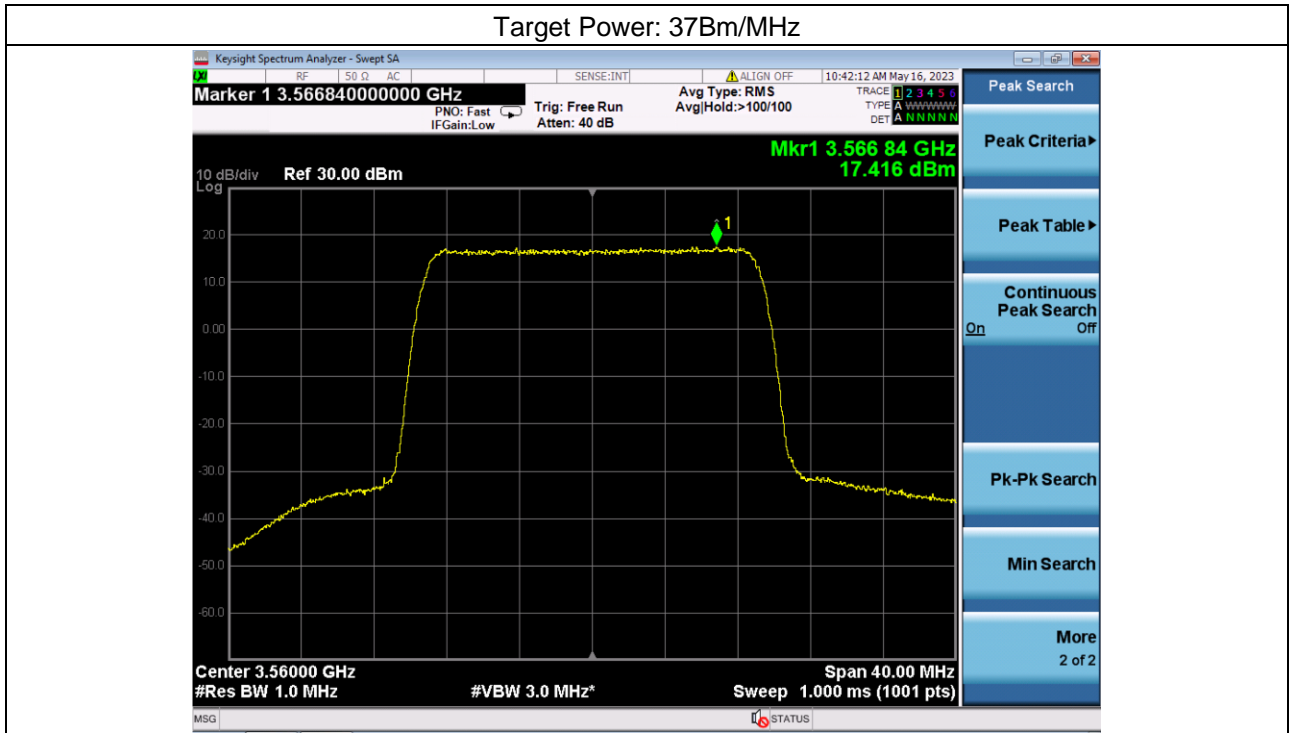 Target Power: 37Bm/MHz
Keysight Spectrum Analyzer - Swept SA
LXI RF 50 Ω AC SENSE:INT ALIGN OFF 10:42:12 AM May 16, 2023
Marker 1 3.566840000000 GHz
PNO: Fast
IFGain:Low
Trig: Free Run
Atten: 40 dB
Avg Type: RMS
Avg|Hold:>100/100
TRACE 1 2 3 4 5 6
TYPE A WWWWW
DET A N N N N N
Mkr1 3.566 84 GHz
17.416 dBm
10 dB/div Ref 30.00 dBm
Log
1
20.0
10.0
0.00
-10.0
-20.0
-30.0
-40.0
-50.0
-60.0
Center 3.56000 GHz Span 40.00 MHz
#Res BW 1.0 MHz #VBW 3.0 MHz* Sweep 1.000 ms (1001 pts)
MSG STATUS
Peak Search
Peak Criteria
Peak Table
Continuous
Peak Search
On Off
Pk-Pk Search
Min Search
More
2 of 2